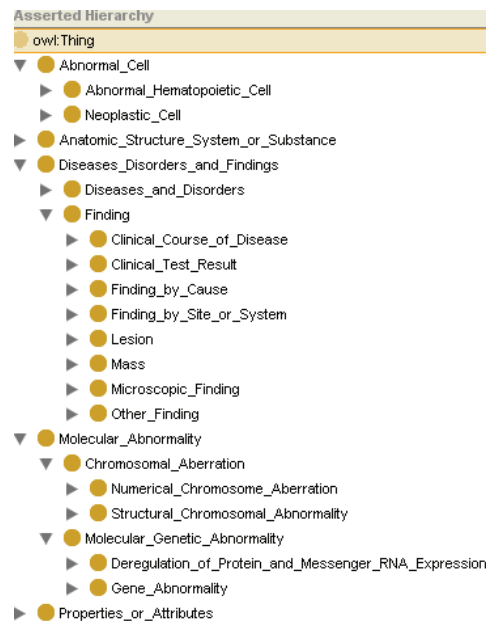 Asserted Hierarchy
owl:Thing
Abnormal_Cell
Abnormal_Hematopoietic_Cell
Neoplastic_Cell
Anatomic_Structure_System_or_Substance
Diseases_Disorders_and_Findings
Diseases_and_Disorders
Finding
Clinical_Course_of_Disease
Clinical_Test_Result
Finding_by_Cause
Finding_by_Site_or_System
Lesion
Mass
Microscopic_Finding
Other_Finding
Molecular_Abnormality
Chromosomal_Aberration
Numerical_Chromosome_Aberration
Structural_Chromosomal_Abnormality
Molecular_Genetic_Abnormality
Deregulation_of_Protein_and_Messenger_RNA_Expression
Gene_Abnormality
Properties_or_Attributes